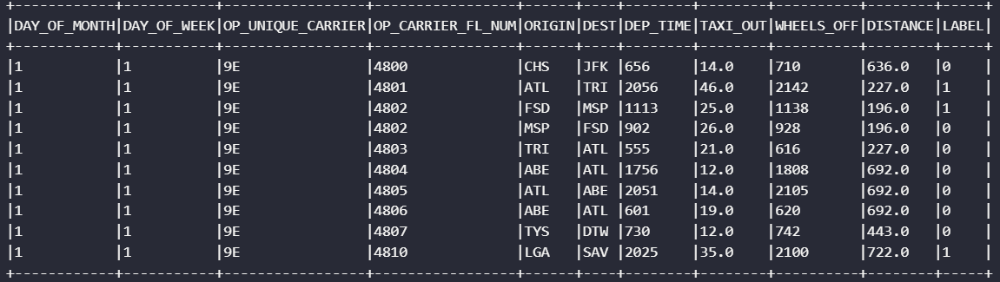 +------------+-----------+-----------------+-----------------+------+----+--------+--------+----------+--------+-----+
|DAY_OF_MONTH|DAY_OF_WEEK|OP_UNIQUE_CARRIER|OP_CARRIER_FL_NUM|ORIGIN|DEST|DEP_TIME|TAXI_OUT|WHEELS_OFF|DISTANCE|LABEL|
+------------+-----------+-----------------+-----------------+------+----+--------+--------+----------+--------+-----+
|1           |1          |9E               |4800             |CHS   |JFK |656     |14.0    |710       |636.0   |0    |
|1           |1          |9E               |4801             |ATL   |TRI |2056    |46.0    |2142      |227.0   |1    |
|1           |1          |9E               |4802             |FSD   |MSP |1113    |25.0    |1138      |196.0   |1    |
|1           |1          |9E               |4802             |MSP   |FSD |902     |26.0    |928       |196.0   |0    |
|1           |1          |9E               |4803             |TRI   |ATL |555     |21.0    |616       |227.0   |0    |
|1           |1          |9E               |4804             |ABE   |ATL |1756    |12.0    |1808      |692.0   |0    |
|1           |1          |9E               |4805             |ATL   |ABE |2051    |14.0    |2105      |692.0   |0    |
|1           |1          |9E               |4806             |ABE   |ATL |601     |19.0    |620       |692.0   |0    |
|1           |1          |9E               |4807             |TYS   |DTW |730     |12.0    |742       |443.0   |0    |
|1           |1          |9E               |4810             |LGA   |SAV |2025    |35.0    |2100      |722.0   |1    |
+------------+-----------+-----------------+-----------------+------+----+--------+--------+----------+--------+-----+